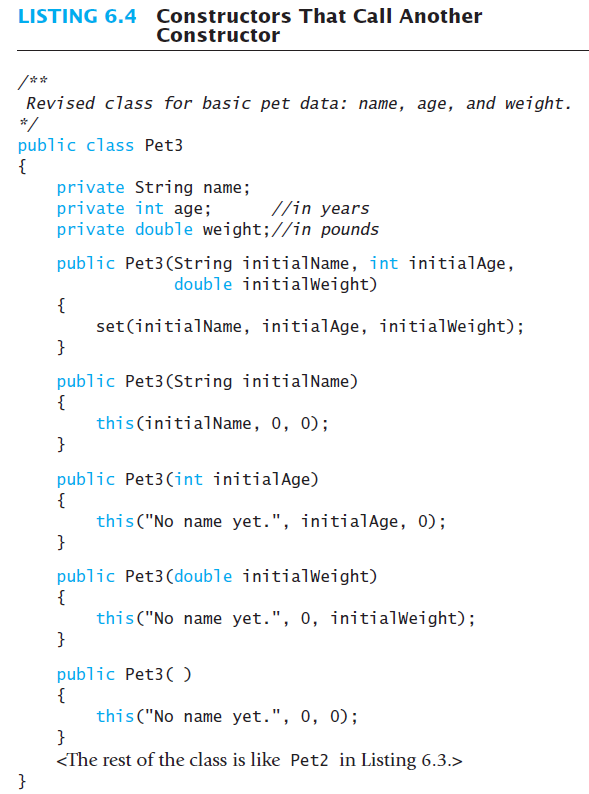 LISTING 6.4 Constructors That Call Another
Constructor
/**
Revised class for basic pet data: name, age, and weight.
*/
public class Pet3
{
private String name;
private int age; //in years
private double weight;//in pounds
public Pet3(String initialName, int initialAge,
double initialWeight)
{
set(initialName, initialAge, initialWeight);
}
public Pet3(String initialName)
{
this(initialName, 0, 0);
}
public Pet3(int initialAge)
{
this("No name yet.", initialAge, 0);
}
public Pet3(double initialWeight)
{
this("No name yet.", 0, initialWeight);
}
public Pet3( )
{
this("No name yet.", 0, 0);
}
<The rest of the class is like Pet2 in Listing 6.3.>
}